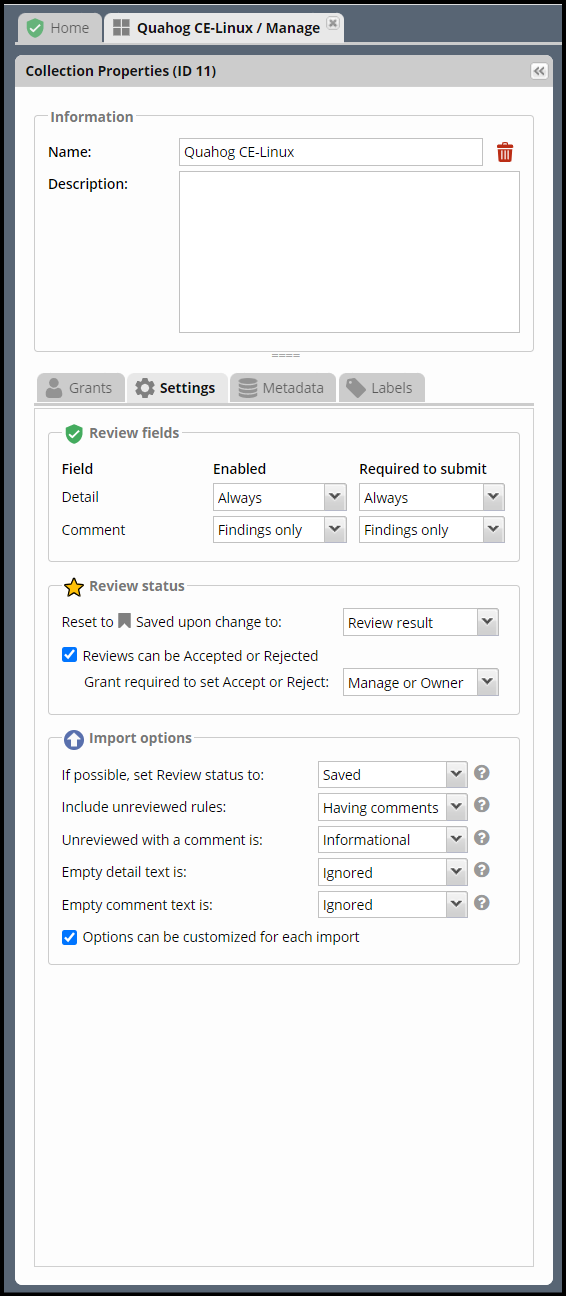 Home Quahog CE-Linux / Manage
Collection Properties (ID 11)
Information
Name: Quahog CE-Linux
Description:
Grants Settings Metadata Labels
Review fields
Field Enabled Required to submit
Detail Always Always
Comment Findings only Findings only
Review status
Reset to Saved upon change to: Review result
Reviews can be Accepted or Rejected
Grant required to set Accept or Reject: Manage or Owner
Import options
If possible, set Review status to: Saved ?
Include unreviewed rules: Having comments ?
Unreviewed with a comment is: Informational ?
Empty detail text is: Ignored ?
Empty comment text is: Ignored ?
Options can be customized for each import